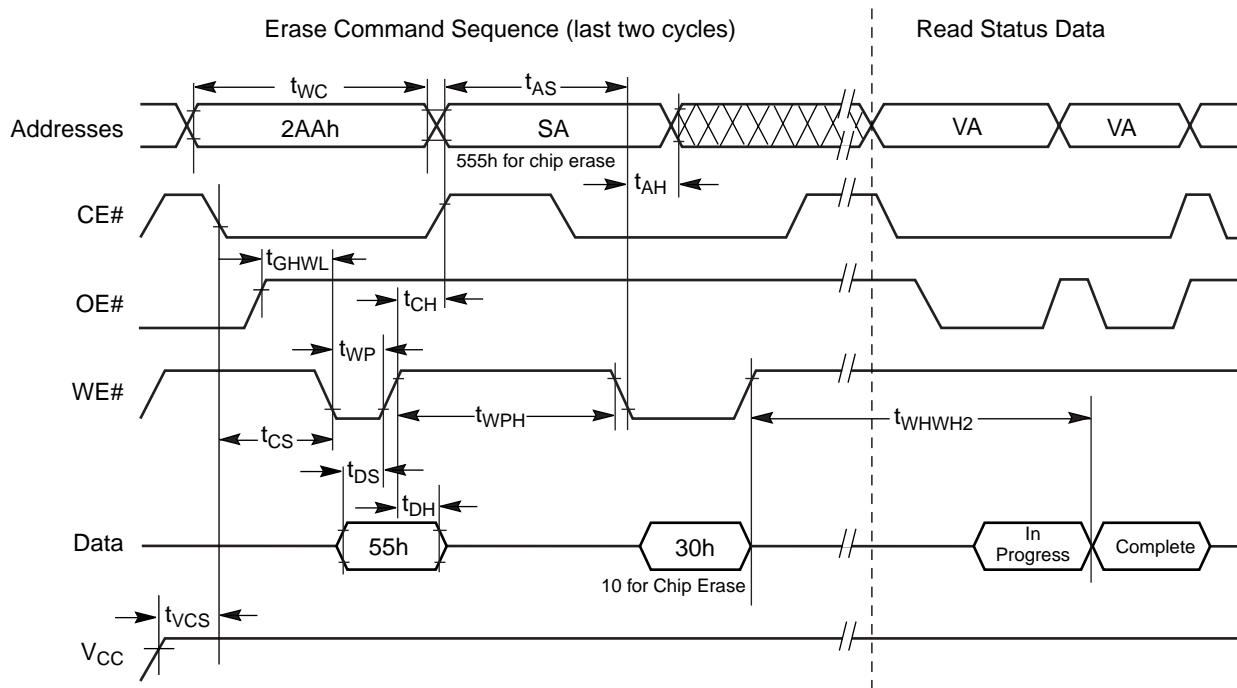 Erase Command Sequence (last two cycles)
Read Status Data
tWC
tAS
Addresses
2AAh
SA
VA
VA
555h for chip erase
tAH
CE#
tGHWL
OE#
tCH
tWP
WE#
tWPH
tWHWH2
tCS
tDS
tDH
Data
55h
30h
In
Progress
Complete
10 for Chip Erase
tVCS
VCC